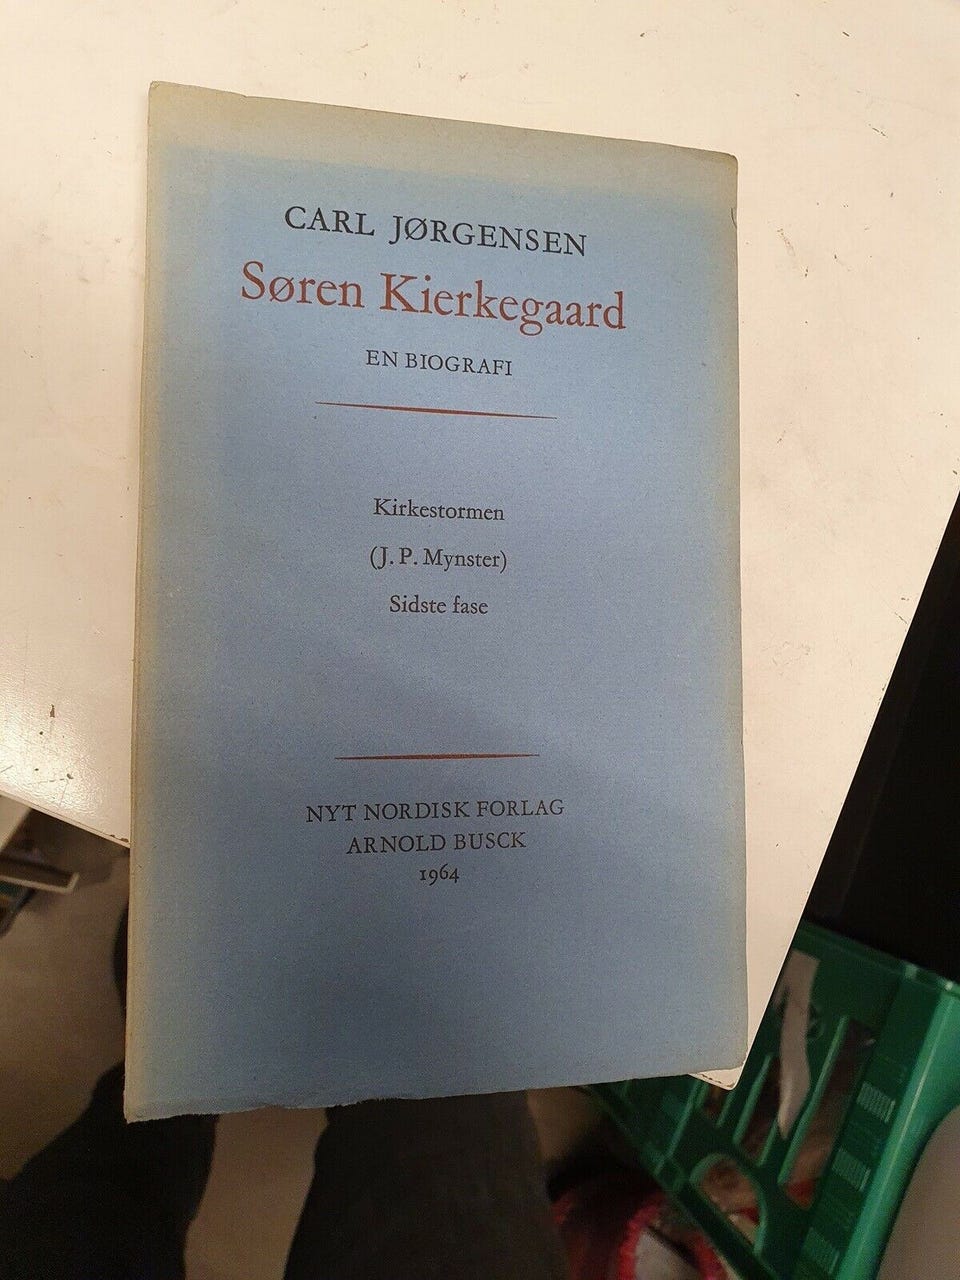 CARL JØRGENSEN
Søren Kierkegaard
EN BIOGRAFI
Kirkestormen
(J. P. Mynster)
Sidste fase
NYT NORDISK FORLAG
ARNOLD BUSCK
1964